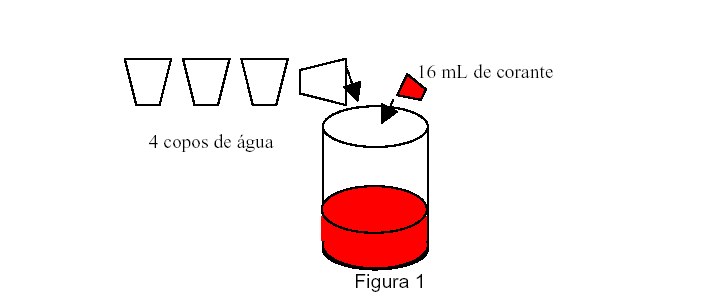 16 mL de corante
4 copos de água
Figura 1